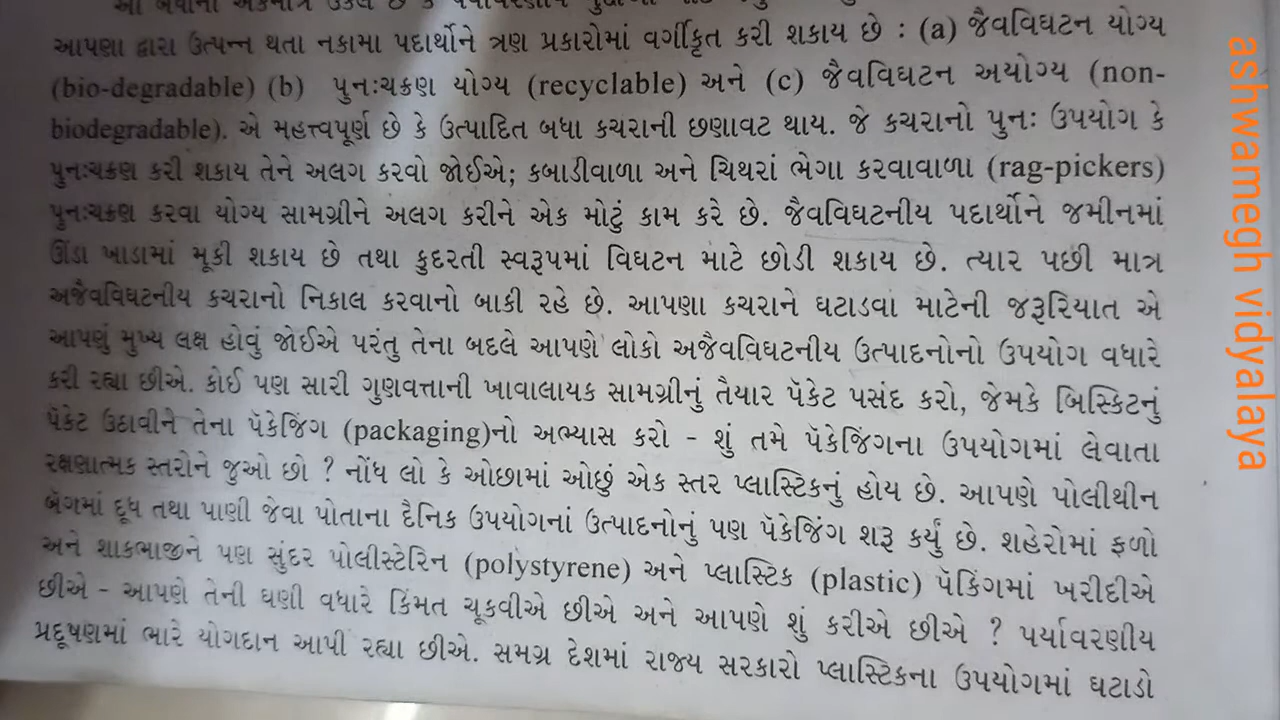 આપણા દ્વારા ઉત્પન્ન થતા નકામા પદાર્થોને ત્રણ પ્રકારોમાં વર્ગીકૃત કરી શકાય છે : (a) જૈવવિઘટન યોગ્ય
(bio-degradable) (b) પુનઃચક્રણ યોગ્ય (recyclable) અને (c) જૈવવિઘટન અયોગ્ય (non-
biodegradable). એ મહત્ત્વપૂર્ણ છે કે ઉત્પાદિત બધા કચરાની છણાવટ થાય. જે કચરાનો પુનઃ ઉપયોગ કે
પુનઃચક્રણ કરી શકાય તેને અલગ કરવો જોઈએ; કબાડીવાળા અને ચિથરાં ભેગા કરવાવાળા (rag-pickers)
પુનઃચક્રણ કરવા યોગ્ય સામગ્રીને અલગ કરીને એક મોટું કામ કરે છે. જૈવવિઘટનીય પદાર્થોને જમીનમાં
ઊંડા ખાડામાં મૂકી શકાય છે તથા કુદરતી સ્વરૂપમાં વિઘટન માટે છોડી શકાય છે. ત્યાર પછી માત્ર
અજૈવવિઘટનીય કચરાનો નિકાલ કરવાનો બાકી રહે છે. આપણા કચરાને ઘટાડવા માટેની જરૂરિયાત એ
આપણું મુખ્ય લક્ષ હોવું જોઈએ પરંતુ તેના બદલે આપણે લોકો અજૈવવિઘટનીય ઉત્પાદનોનો ઉપયોગ વધારે
કરી રહ્યા છીએ. કોઈ પણ સારી ગુણવત્તાની ખાવાલાયક સામગ્રીનું તૈયાર પૅકેટ પસંદ કરો, જેમકે બિસ્કિટનું
પૅકેટ ઉઠાવીને તેના પૅકેજિંગ (packaging)નો અભ્યાસ કરો - શું તમે પૅકેજિંગના ઉપયોગમાં લેવાતા
રક્ષણાત્મક સ્તરોને જુઓ છો ? નોંધ લો કે ઓછામાં ઓછું એક સ્તર પ્લાસ્ટિકનું હોય છે. આપણે પોલીથીન
બૅગમાં દૂધ તથા પાણી જેવા પોતાના દૈનિક ઉપયોગનાં ઉત્પાદનોનું પણ પૅકેજિંગ શરૂ કર્યું છે. શહેરોમાં ફળો
અને શાકભાજીને પણ સુંદર પોલીસ્ટેરિન (polystyrene) અને પ્લાસ્ટિક (plastic) પૅકિંગમાં ખરીદીએ
છીએ - આપણે તેની ઘણી વધારે કિંમત ચૂકવીએ છીએ અને આપણે શું કરીએ છીએ ? પર્યાવરણીય
પ્રદૂષણમાં ભારે યોગદાન આપી રહ્યા છીએ. સમગ્ર દેશમાં રાજ્ય સરકારો પ્લાસ્ટિકના ઉપયોગમાં ઘટાડો
ashwamegh vidyalaya